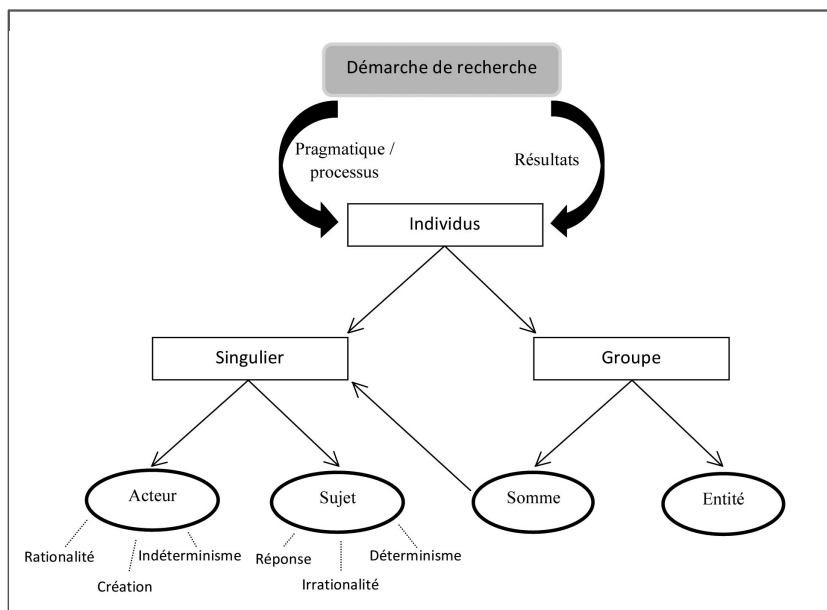 Démarche de recherche
Pragmatique /
processus
Résultats
Individus
Singulier
Groupe
Acteur
Sujet
Somme
Entité
Rationalité
Création
Indéterminisme
Réponse
Irrationalité
Déterminisme